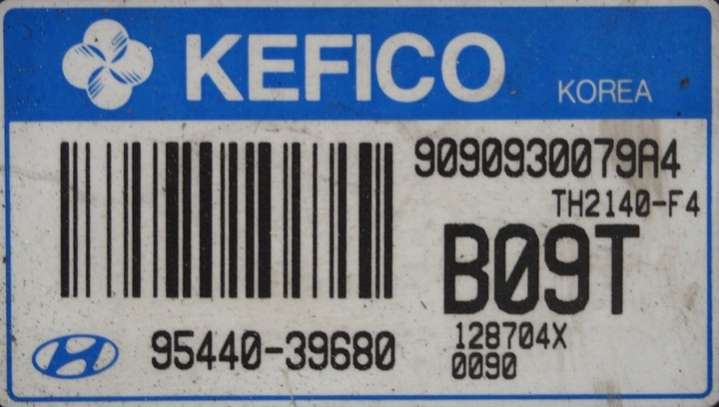 KEFICO
KOREA
9090930079A4
TH2140-F4
B09T
95440-39680
128704X
0090